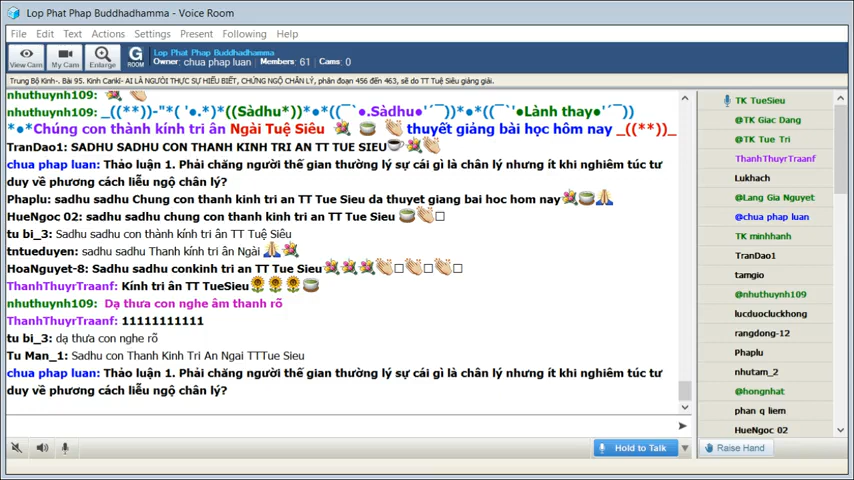 Lop Phat Phap Buddhadhamma - Voice Room
File Edit Text Actions Settings Present Following Help
View Cam My Cam Enlarge G ROOM
Lop Phat Phap Buddhadhamma
Owner: chua phap luan; Members: 61; Cams: 0
Trung Bộ Kinh-. Bài 95. Kinh Cankī- AI LÀ NGƯỜI THỰC SỰ HIỂU BIẾT, CHỨNG NGỘ CHÂN LÝ, phân đoạn 456 đến 463, sẽ do TT Tuệ Siêu giảng giải.
nhuthuynh109:
nhuthuynh109: _((**))-"*( '●.*)*((Sàdhu*))*●*((¯`●.Sàdhu●'´¯))*●*((¯`'●Lành thay●'´¯))
*●*Chúng con thành kính tri ân Ngài Tuệ Siêu thuyết giảng bài học hôm nay _((**))_
TranDao1: SADHU SADHU CON THANH KINH TRI AN TT TUE SIEU
chua phap luan: Thảo luận 1. Phải chăng người thế gian thường lý sự cái gì là chân lý nhưng ít khi nghiêm túc tư
duy về phương cách liễu ngộ chân lý?
Phaplu: sadhu sadhu Chung con thanh kinh tri an TT Tue Sieu da thuyet giang bai hoc hom nay
HueNgoc 02: sadhu sadhu chung con thanh kinh tri an TT Tue Sieu
tu bi_3: Sadhu sadhu con thành kính tri ân TT Tuệ Siêu
tntueduyen: sadhu sadhu Thanh kính tri ân Ngài
HoaNguyet-8: Sadhu sadhu conkinh tri an TT Tue Sieu
ThanhThuyrTraanf: Kính tri ân TT TueSieu
nhuthuynh109: Dạ thưa con nghe âm thanh rõ
ThanhThuyrTraanf: 11111111111
tu bi_3: dạ thưa con nghe rõ
Tu Man_1: Sadhu con Thanh Kinh Tri An Ngai TTTue Sieu
chua phap luan: Thảo luận 1. Phải chăng người thế gian thường lý sự cái gì là chân lý nhưng ít khi nghiêm túc tư
duy về phương cách liễu ngộ chân lý?
Hold to Talk
TK TueSieu
@TK Giac Dang
@TK Tue Tri
ThanhThuyrTraanf
Lukhach
@Lang Gia Nguyet
@chua phap luan
TK minhhanh
TranDao1
tamgio
@nhuthuynh109
lucduocluckhong
rangdong-12
Phaplu
nhutam_2
@hongnhat
phan q liem
HueNgoc 02
Raise Hand